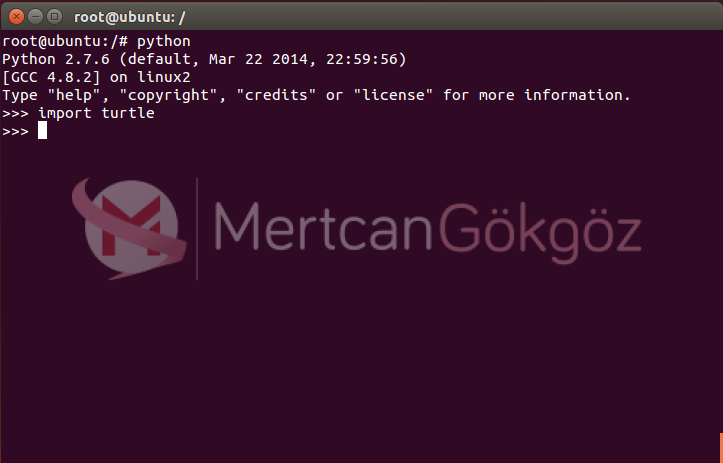 root@ubuntu: /
root@ubuntu:/# python
Python 2.7.6 (default, Mar 22 2014, 22:59:56)
[GCC 4.8.2] on linux2
Type "help", "copyright", "credits" or "license" for more information.
>>> import turtle
>>>
M MertcanGökgöz